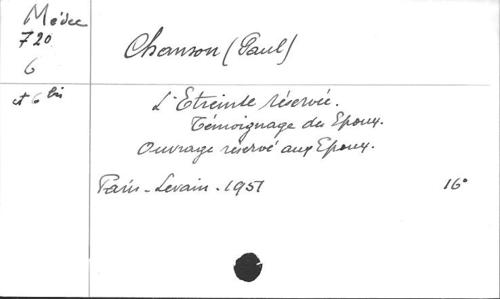 Médec
720
6
et 6 bis
Chanson (Paul)
L'Etreinte réservée.
Témoignage des Epoux.
Ouvrage réservé aux Epoux.
Paris - Levain - 1951 16°